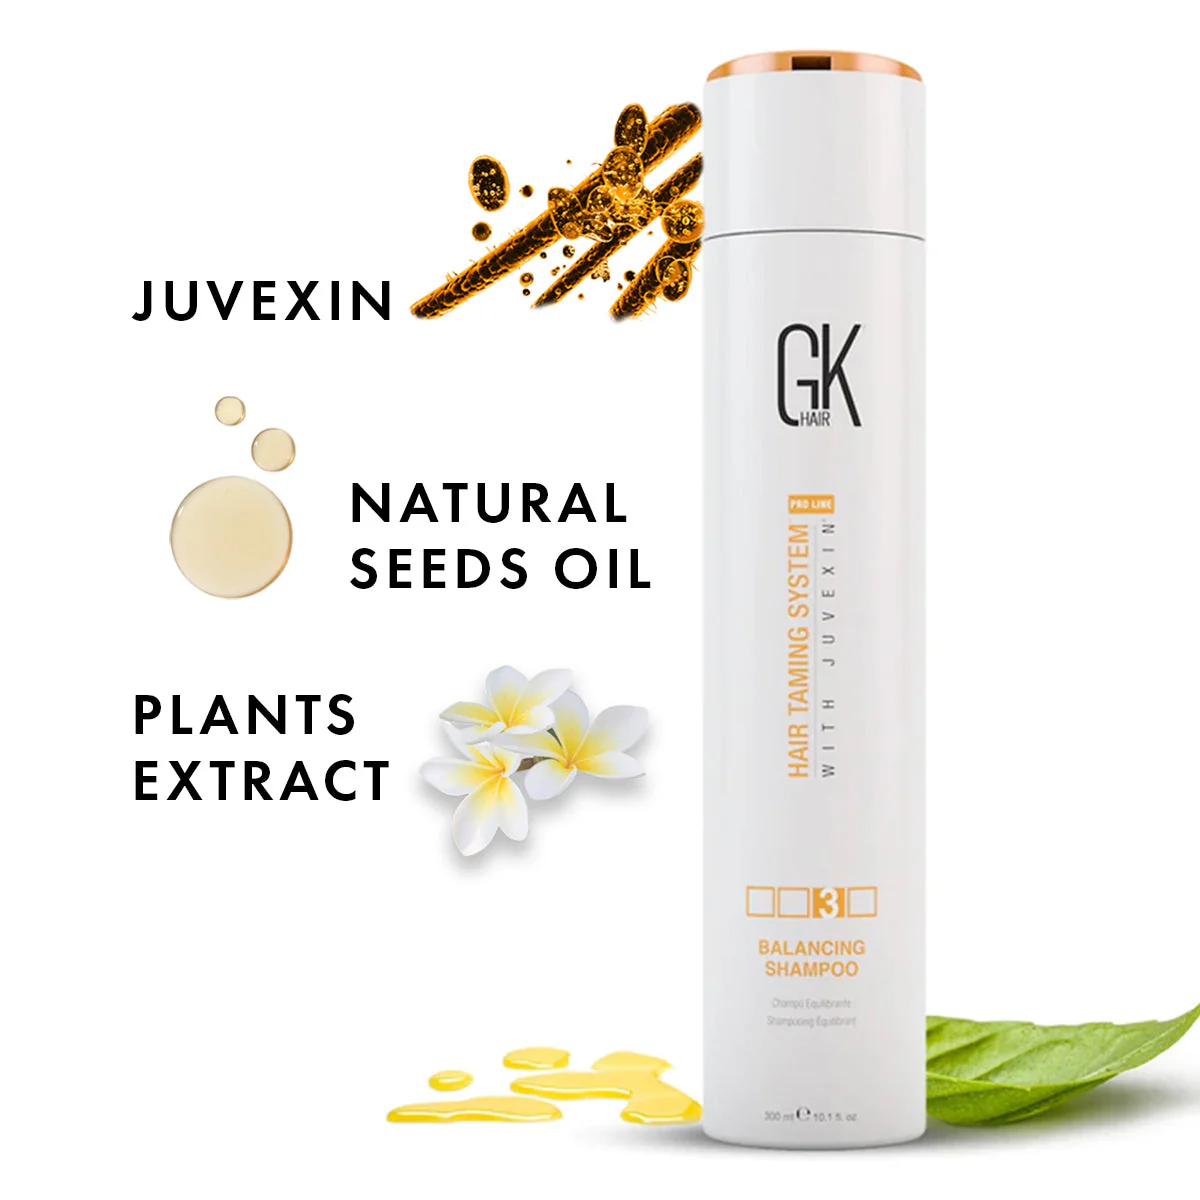 JUVEXIN
NATURAL
SEEDS OIL
PLANTS
EXTRACT
GK
HAIR
PRO LINE
HAIR TAMING SYSTEM
WITH JUVEXIN
3
BALANCING
SHAMPOO
Champú Equilibrante
Shampooing Équilibrant
300 ml ℮ 10.1 fl. oz.